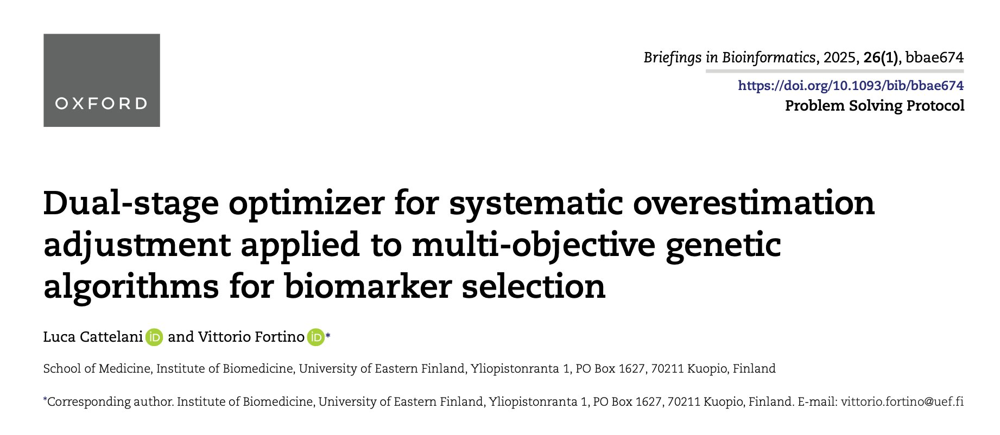 OXFORD
Briefings in Bioinformatics, 2025, 26(1), bbae674
https://doi.org/10.1093/bib/bbae674
Problem Solving Protocol
Dual-stage optimizer for systematic overestimation
adjustment applied to multi-objective genetic
algorithms for biomarker selection
Luca Cattelani iD and Vittorio Fortino iD *
School of Medicine, Institute of Biomedicine, University of Eastern Finland, Yliopistonranta 1, PO Box 1627, 70211 Kuopio, Finland
*Corresponding author. Institute of Biomedicine, University of Eastern Finland, Yliopistonranta 1, PO Box 1627, 70211 Kuopio, Finland. E-mail: vittorio.fortino@uef.fi